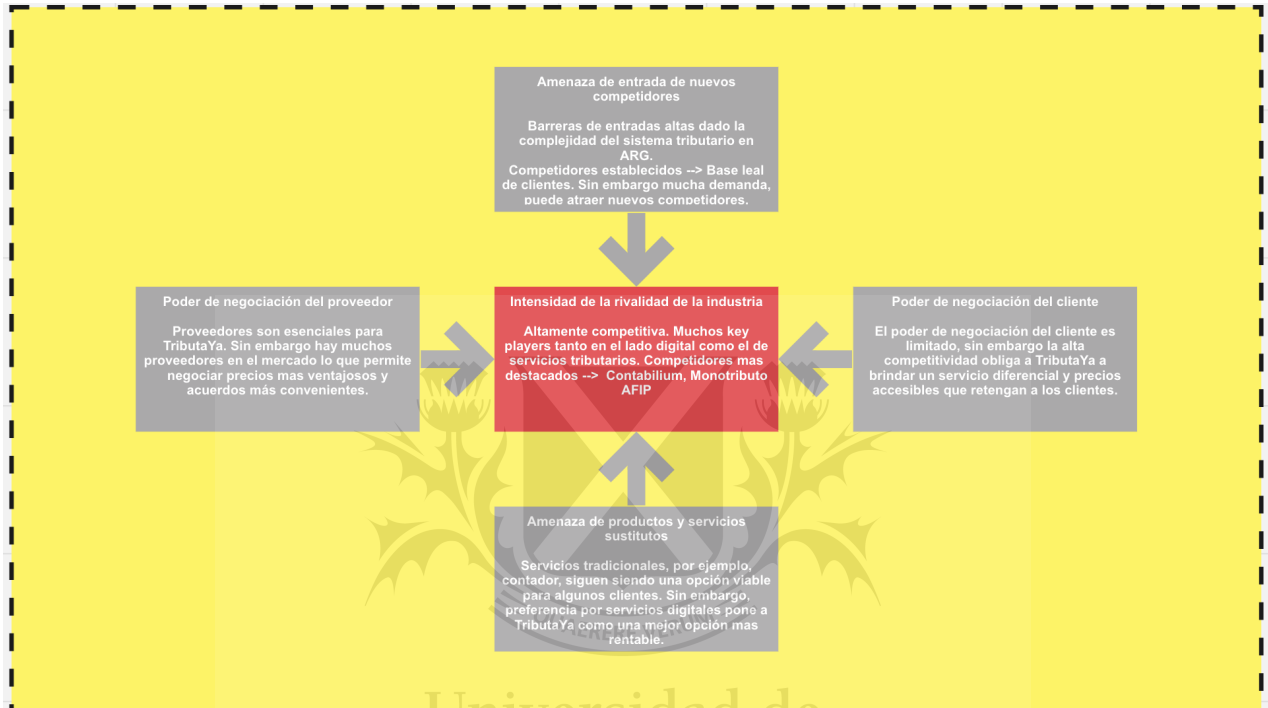 Amenaza de entrada de nuevos
competidores
Barreras de entradas altas dado la
complejidad del sistema tributario en
ARG.
Competidores establecidos --> Base leal
de clientes. Sin embargo mucha demanda,
puede atraer nuevos competidores.
Poder de negociación del proveedor
Proveedores son esenciales para
TributaYa. Sin embargo hay muchos
proveedores en el mercado lo que permite
negociar precios mas ventajosos y
acuerdos más convenientes.
Intensidad de la rivalidad de la industria
Altamente competitiva. Muchos key
players tanto en el lado digital como el de
servicios tributarios. Competidores mas
destacados --> Contabilium, Monotributo
AFIP
Poder de negociación del cliente
El poder de negociación del cliente es
limitado, sin embargo la alta
competitividad obliga a TributaYa a
brindar un servicio diferencial y precios
accesibles que retengan a los clientes.
Amenaza de productos y servicios
sustitutos
Servicios tradicionales, por ejemplo,
contador, siguen siendo una opción viable
para algunos clientes. Sin embargo,
preferencia por servicios digitales pone a
TributaYa como una mejor opción mas
rentable.
Universidad de